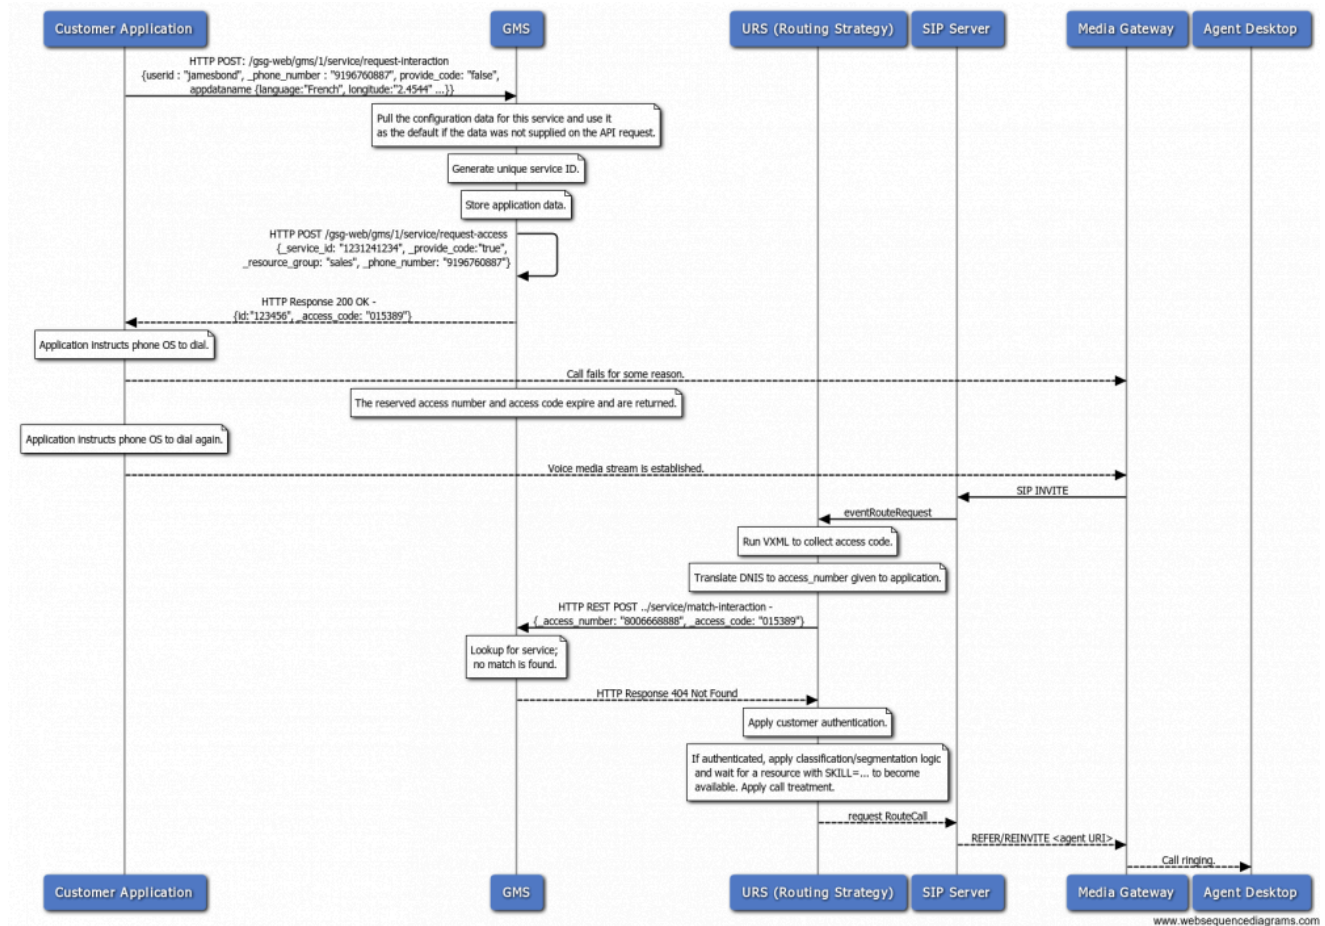 Customer Application
GMS
URS (Routing Strategy)
SIP Server
Media Gateway
Agent Desktop
HTTP POST: /gsg-web/gms/1/service/request-interaction
{userid : "jamesbond", _phone_number : "9196760887", provide_code: "false",
appdataname {language:"French", longitude:"2.4544" ...}}
Pull the configuration data for this service and use it
as the default if the data was not supplied on the API request.
Generate unique service ID.
Store application data.
HTTP POST /gsg-web/gms/1/service/request-access
{_service_id: "1231241234", _provide_code:"true",
_resource_group: "sales", _phone_number: "9196760887"}
HTTP Response 200 OK -
{id:"123456", _access_code: "015389"}
Application instructs phone OS to dial.
Call fails for some reason.
The reserved access number and access code expire and are returned.
Application instructs phone OS to dial again.
Voice media stream is established.
SIP INVITE
eventRouteRequest
Run VXML to collect access code.
Translate DNIS to access_number given to application.
HTTP REST POST ../service/match-interaction -
{_access_number: "8006668888", _access_code: "015389"}
Lookup for service;
no match is found.
HTTP Response 404 Not Found
Apply customer authentication.
If authenticated, apply classification/segmentation logic
and wait for a resource with SKILL=... to become
available. Apply call treatment.
request RouteCall
REFER/REINVITE <agent URI>
Call ringing.
Customer Application
GMS
URS (Routing Strategy)
SIP Server
Media Gateway
Agent Desktop
www.websequencediagrams.com